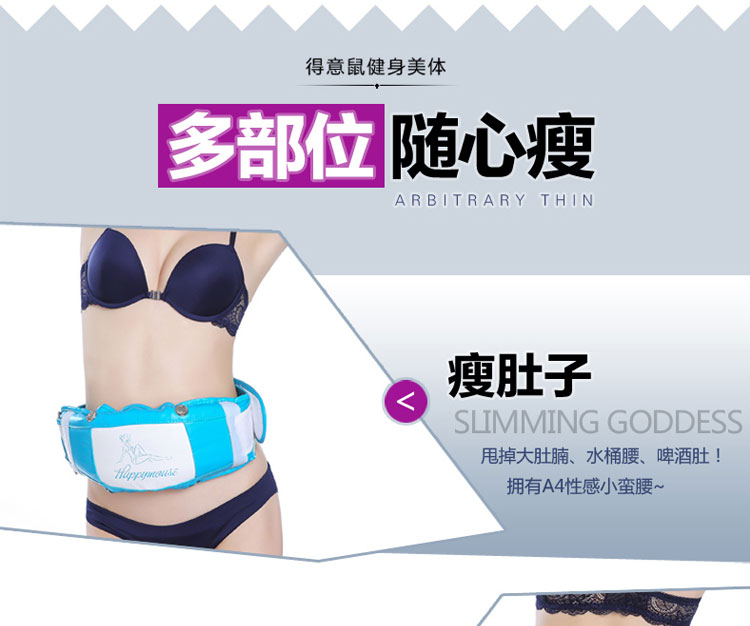 得意鼠健身美体
多部位 随心瘦
ARBITRARY THIN
瘦肚子
<
SLIMMING GODDESS
甩掉大肚腩、水桶腰、啤酒肚！
拥有A4性感小蛮腰~
Happymouse